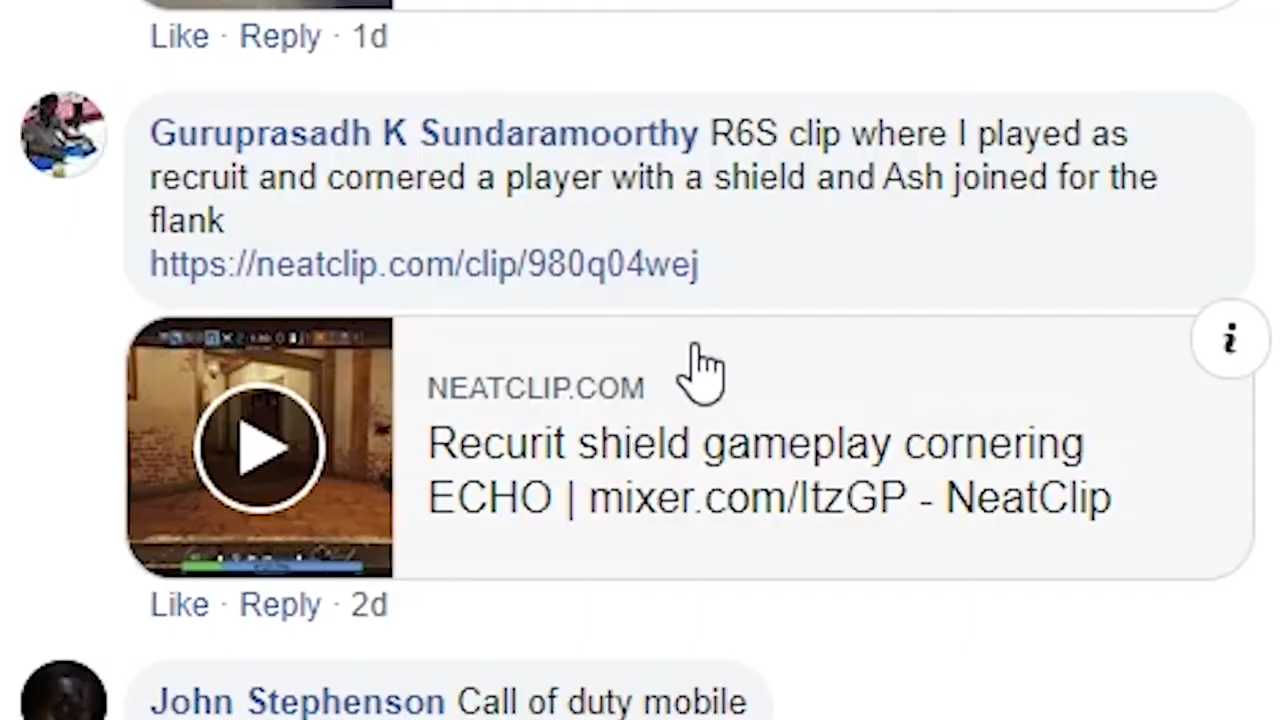 Like · Reply · 1d
Guruprasadh K Sundaramoorthy R6S clip where I played as
recruit and cornered a player with a shield and Ash joined for the
flank
https://neatclip.com/clip/980q04wej
i
NEATCLIP.COM
Recurit shield gameplay cornering
ECHO | mixer.com/ItzGP - NeatClip
Like · Reply · 2d
John Stephenson Call of duty mobile